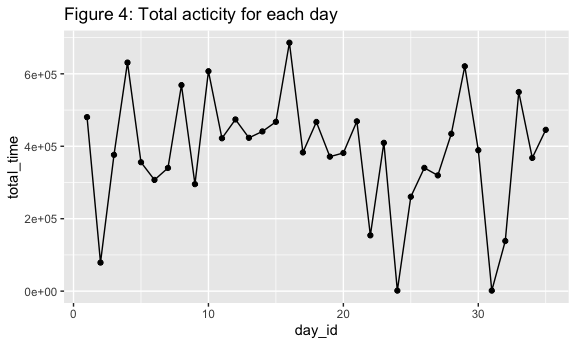 Figure 4: Total acticity for each day
total_time
6e+05
4e+05
2e+05
0e+00
0
10
20
30
day_id